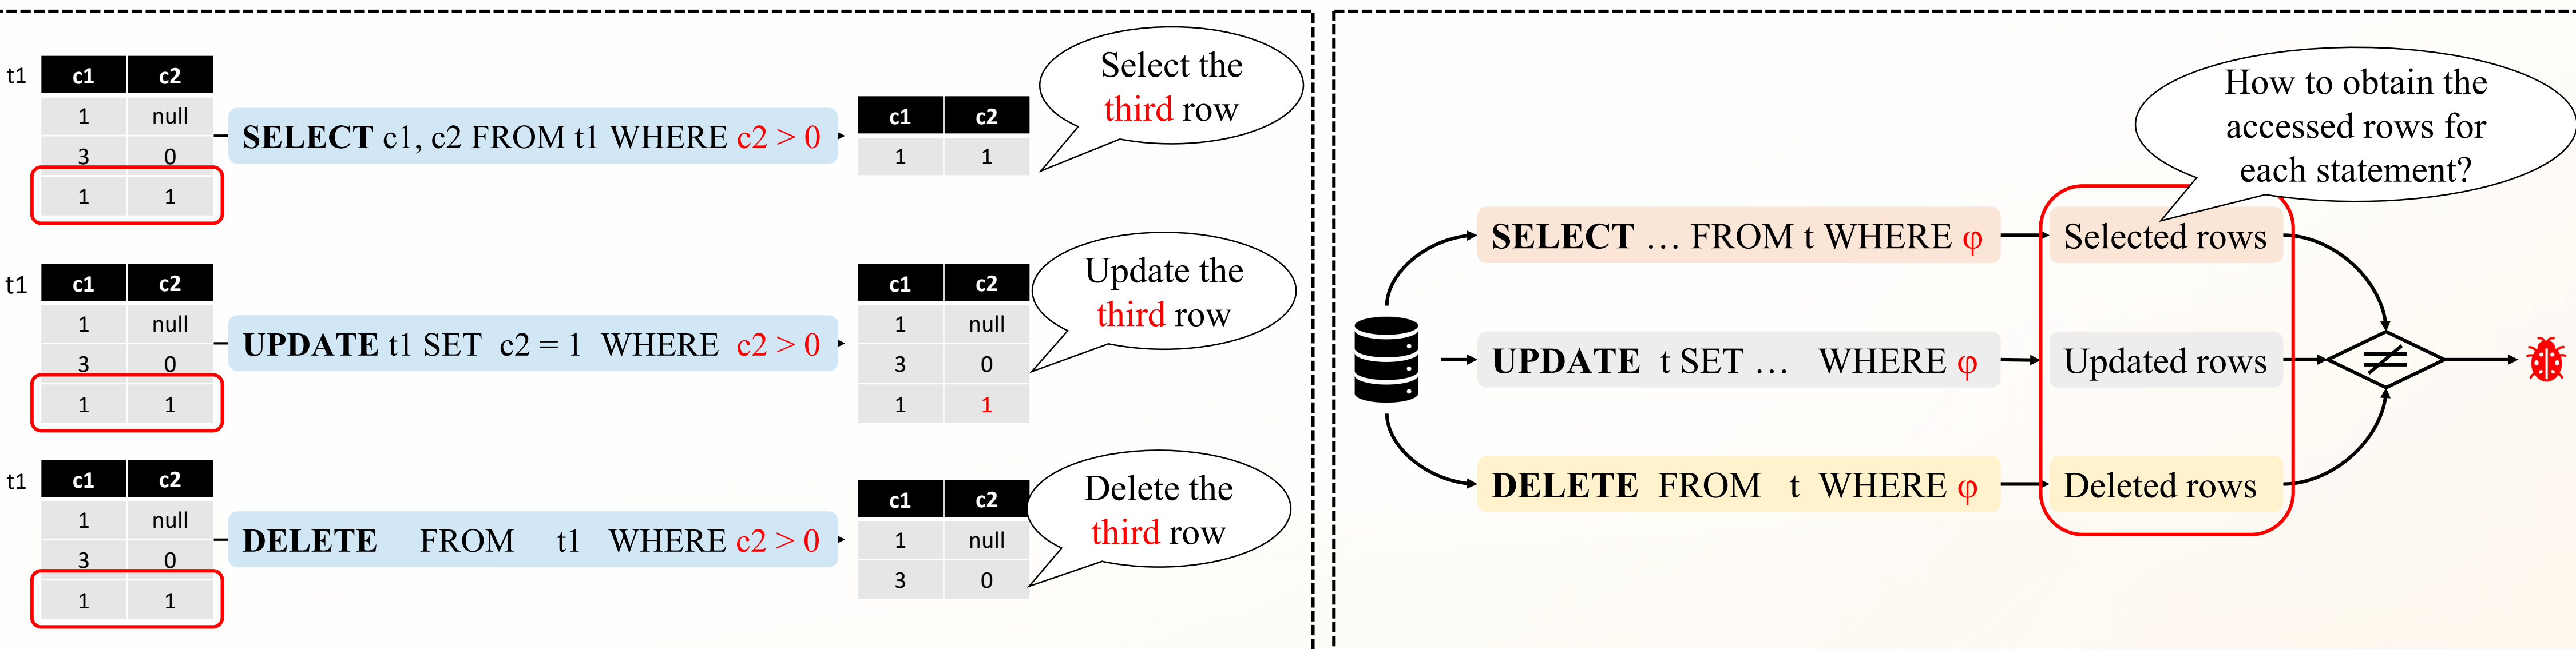 t1
c1 c2
1 null
3 0
1 1
SELECT c1, c2 FROM t1 WHERE c2 > 0
c1 c2
1 1
Select the
third row
t1
c1 c2
1 null
3 0
1 1
UPDATE t1 SET c2 = 1 WHERE c2 > 0
c1 c2
1 null
3 0
1 1
Update the
third row
t1
c1 c2
1 null
3 0
1 1
DELETE FROM t1 WHERE c2 > 0
c1 c2
1 null
3 0
Delete the
third row
How to obtain the
accessed rows for
each statement?
SELECT … FROM t WHERE φ
Selected rows
UPDATE t SET … WHERE φ
Updated rows
≠
DELETE FROM t WHERE φ
Deleted rows